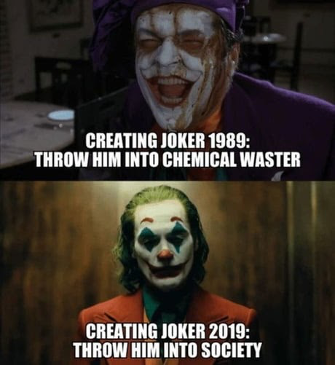 CREATING JOKER 1989:
THROW HIM INTO CHEMICAL WASTER
CREATING JOKER 2019:
THROW HIM INTO SOCIETY